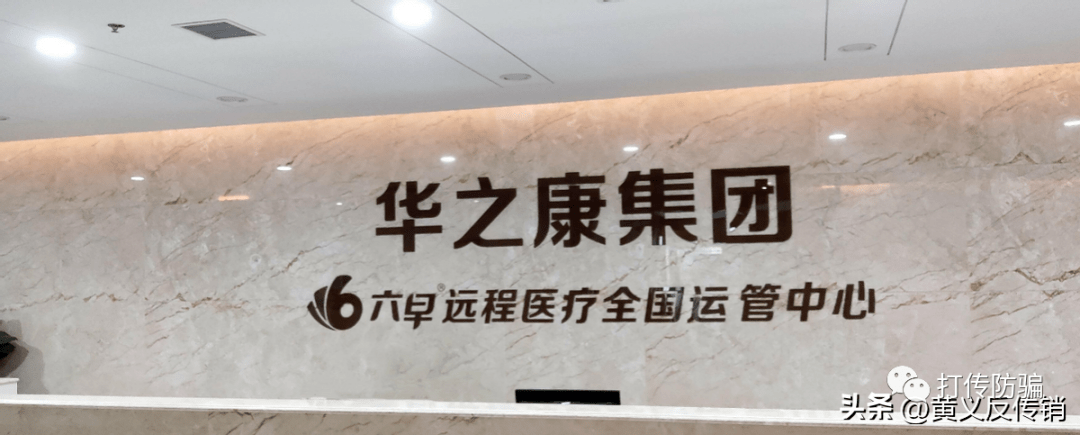 华之康集团
6六早®远程医疗全国运管中心
打传防骗
头条 @黄义反传销